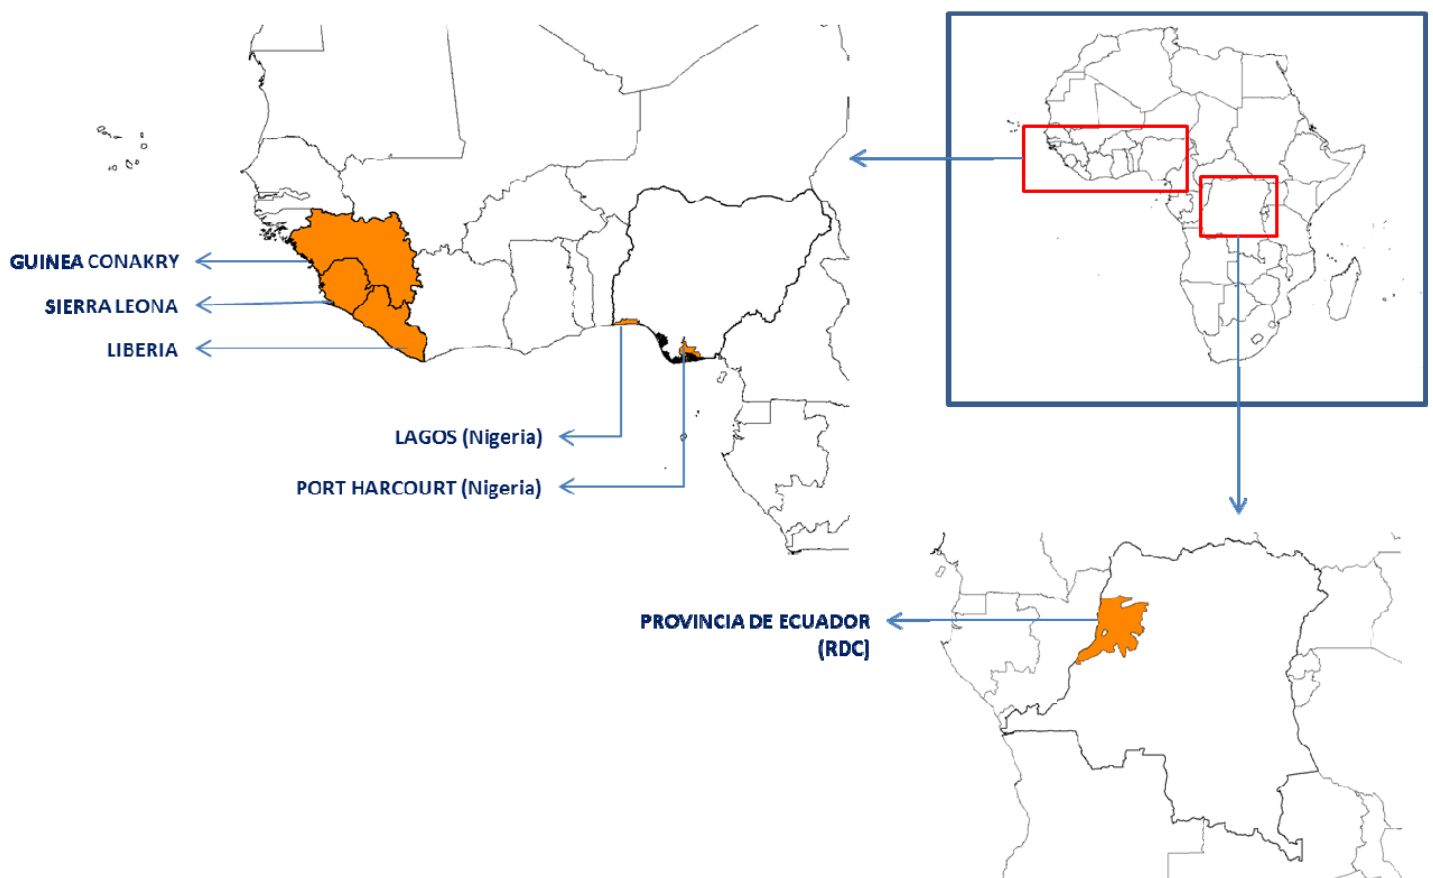 GUINEA CONAKRY
SIERRA LEONA
LIBERIA
LAGOS (Nigeria)
PORT HARCOURT (Nigeria)
PROVINCIA DE ECUADOR
(RDC)